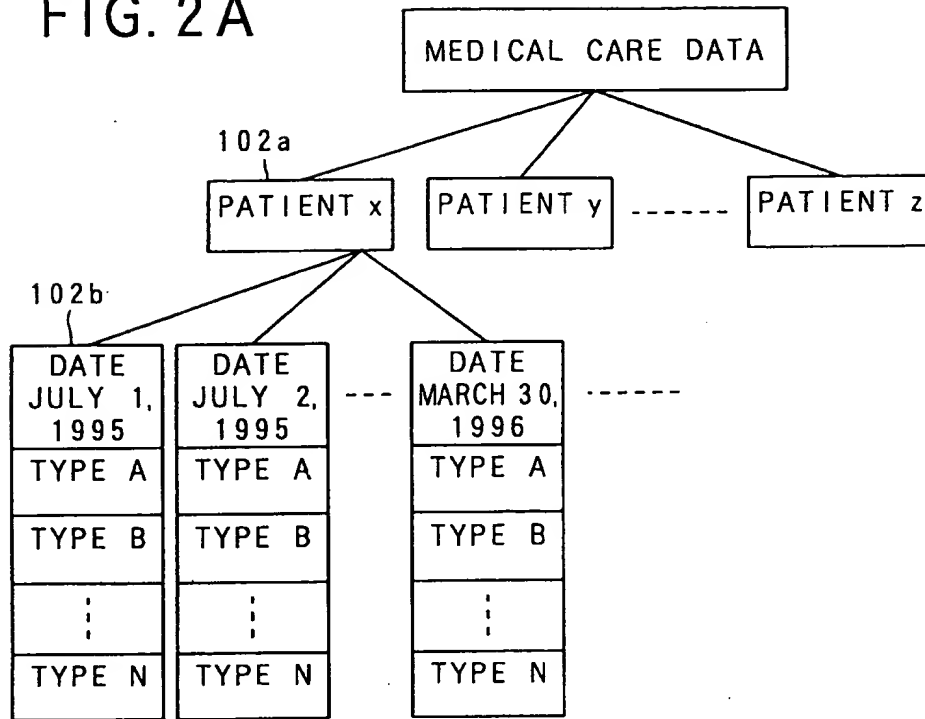 FIG. 2A
MEDICAL CARE DATA
102a
PATIENT x
PATIENT y
PATIENT z
102b
DATE
JULY 1,
1995
TYPE A
TYPE B
TYPE N
DATE
JULY 2,
1995
TYPE A
TYPE B
TYPE N
DATE
MARCH 30,
1996
TYPE A
TYPE B
TYPE N